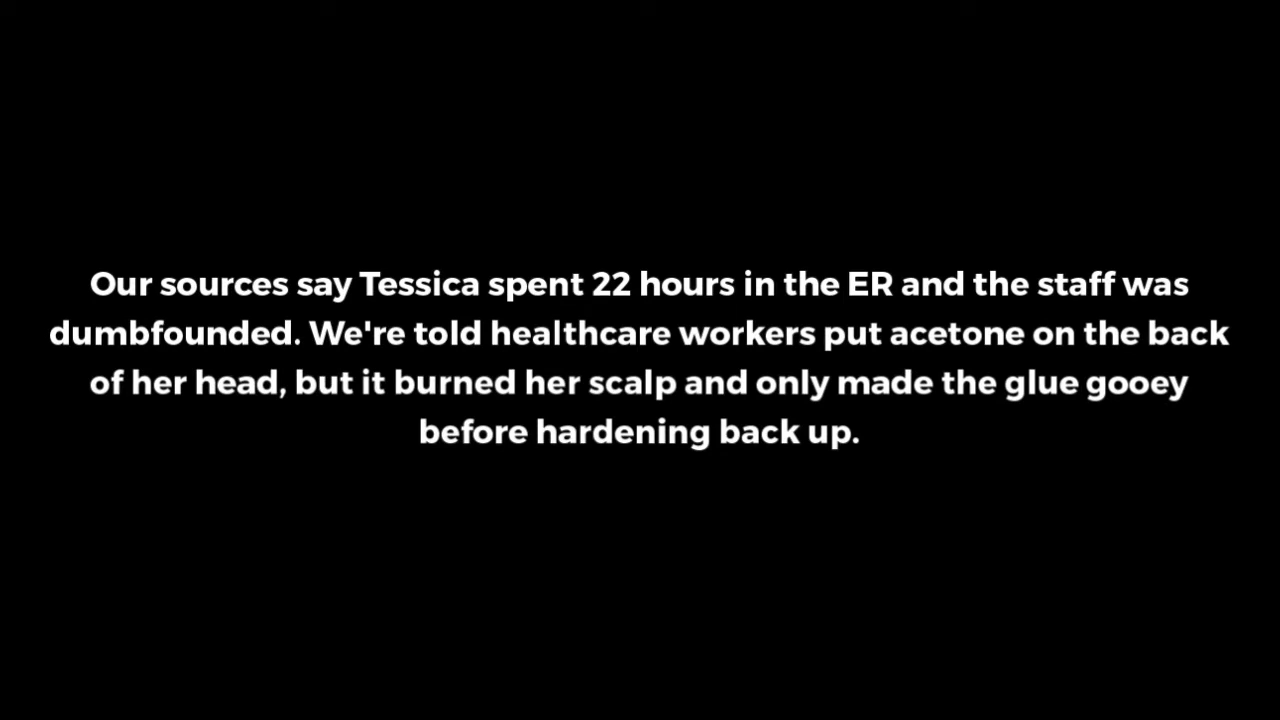 Our sources say Tessica spent 22 hours in the ER and the staff was
dumbfounded. We're told healthcare workers put acetone on the back
of her head, but it burned her scalp and only made the glue gooey
before hardening back up.